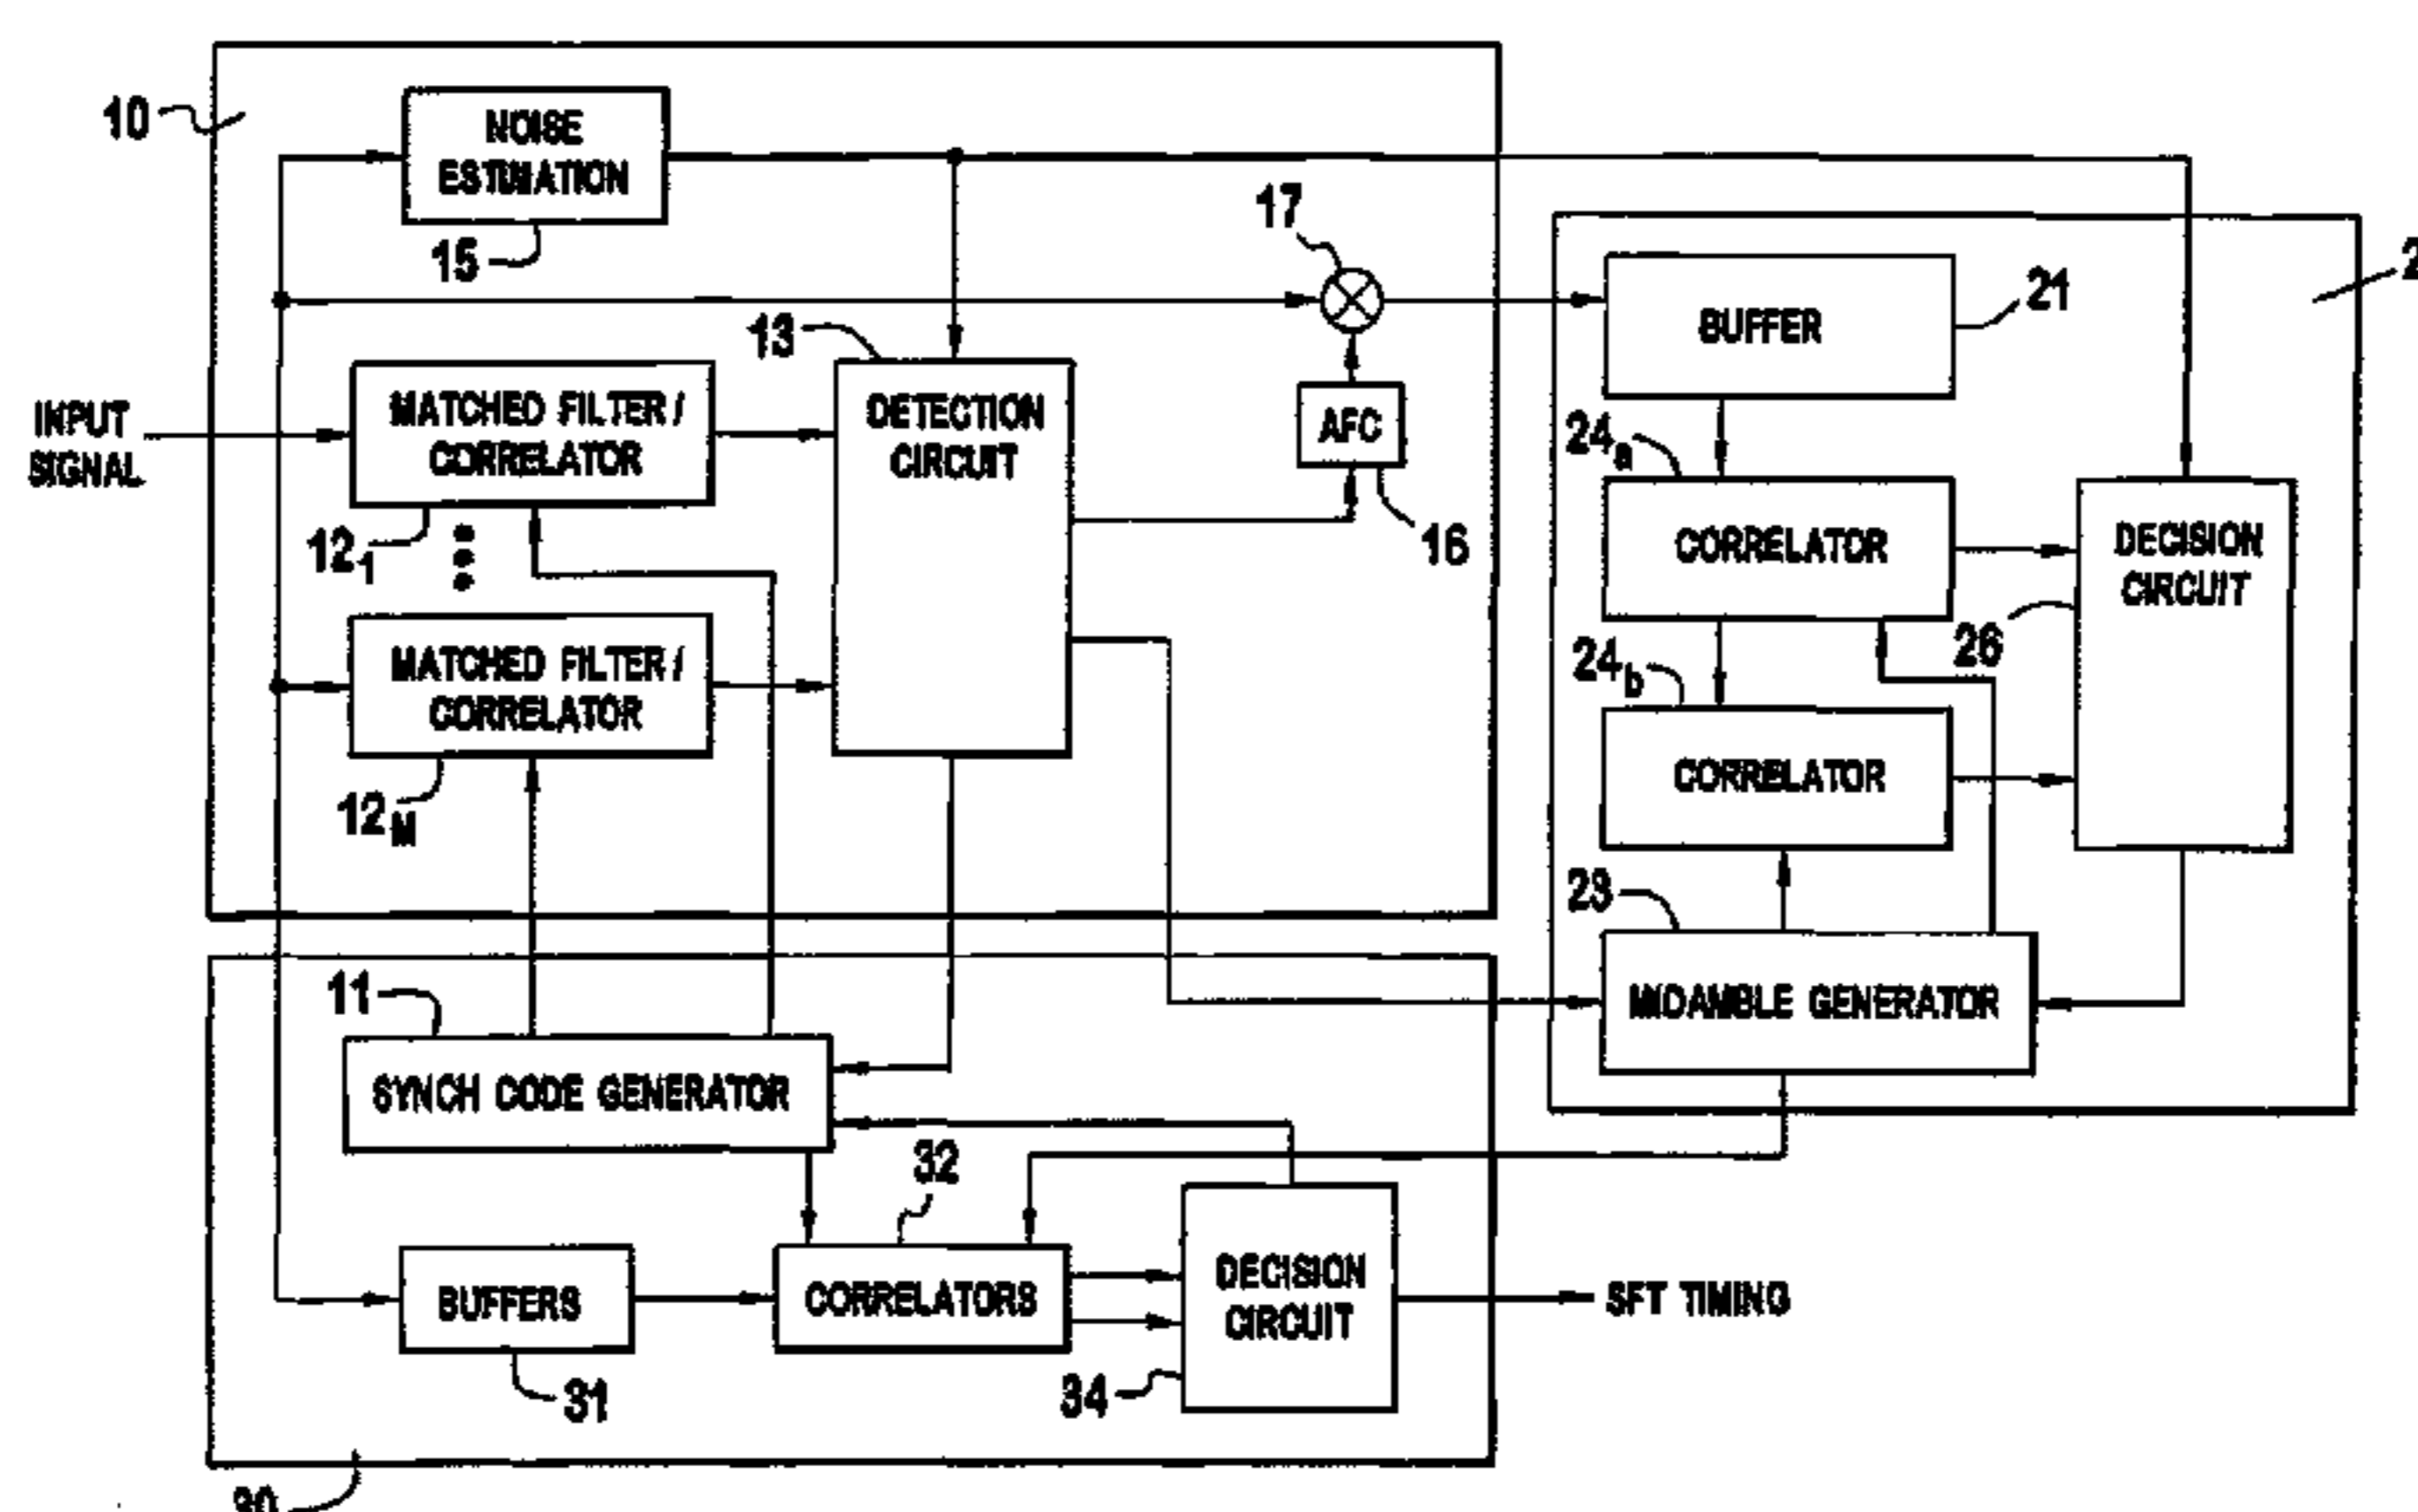 10
NOISE
ESTIMATION
15
17
13
INPUT
SIGNAL
MATCHED FILTER /
CORRELATOR
12₁
DETECTION
CIRCUIT
AFC
16
MATCHED FILTER /
CORRELATOR
12M
BUFFER
21
2
24a
CORRELATOR
DECISION
CIRCUIT
26
24b
CORRELATOR
23
MIDAMBLE GENERATOR
11
SYNCH CODE GENERATOR
32
BUFFERS
31
CORRELATORS
DECISION
CIRCUIT
34
SFT TIMING
30